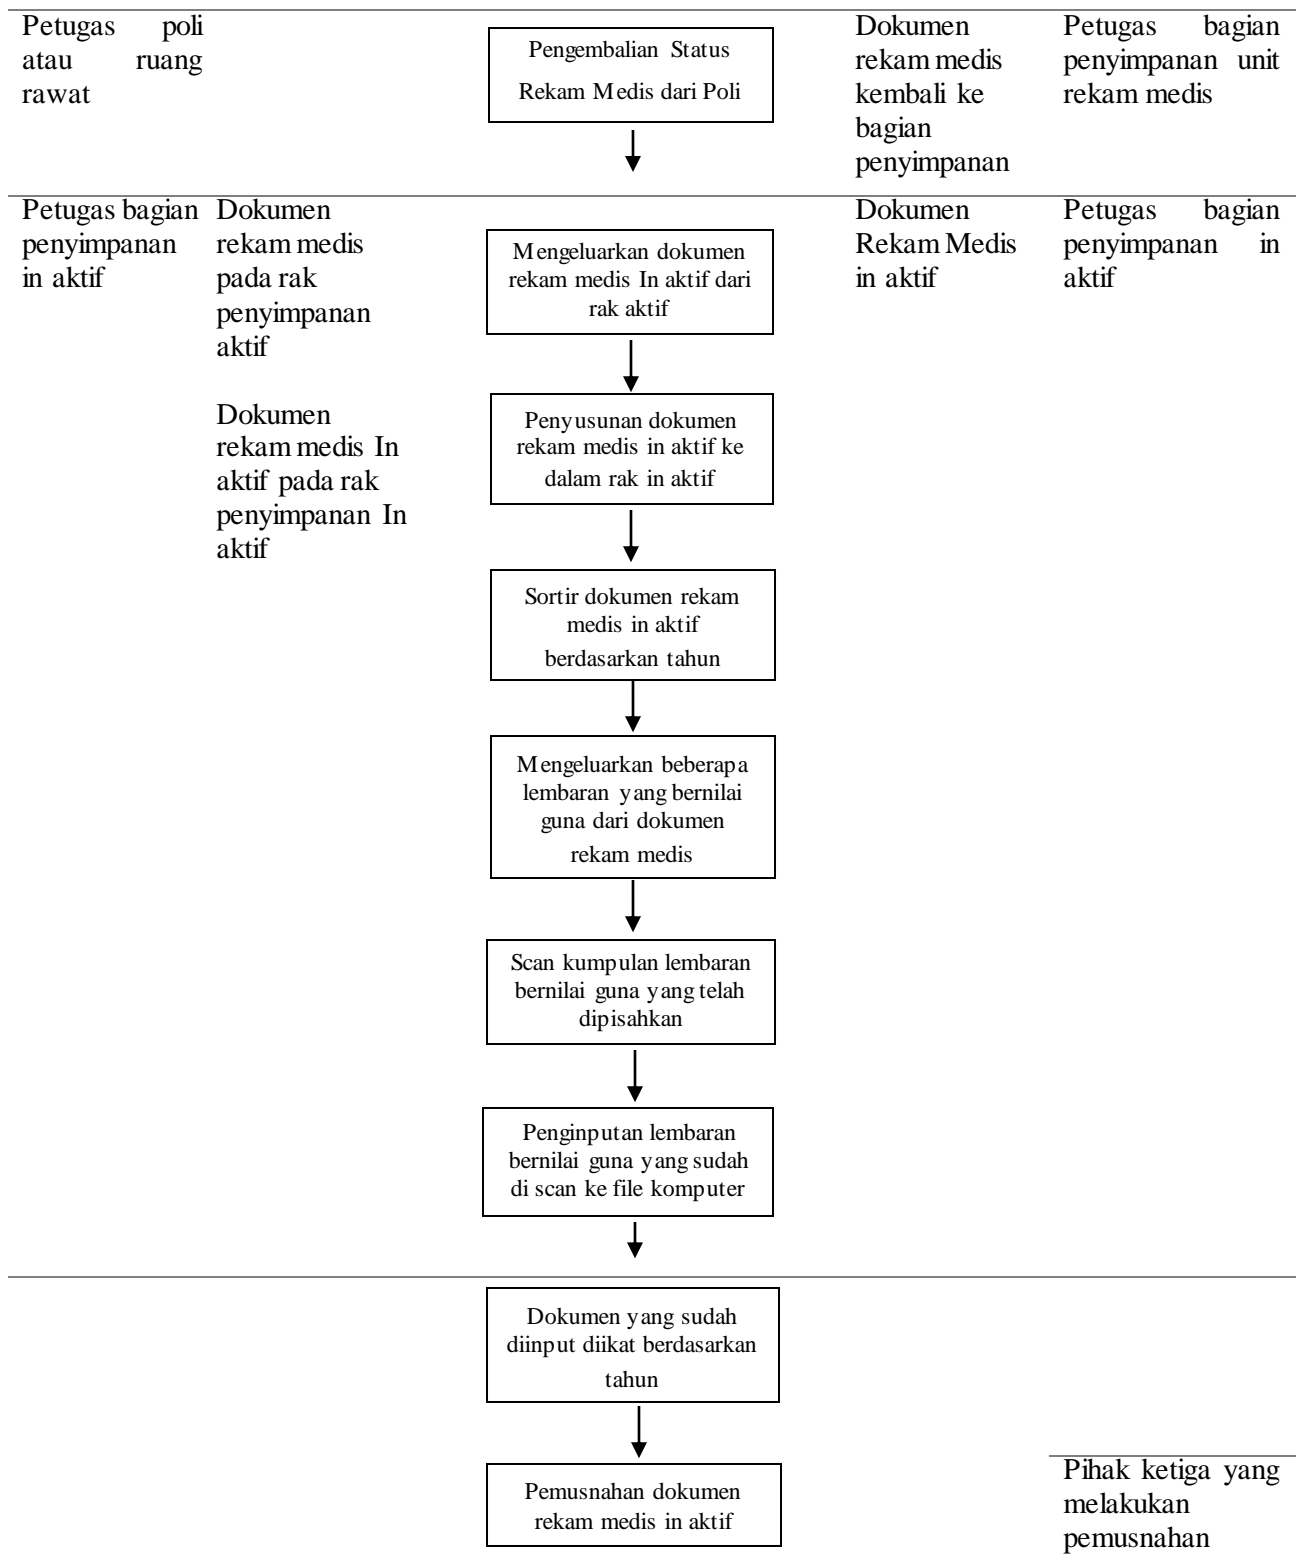 Petugas poli
atau ruang
rawat
Pengembalian Status
Rekam Medis dari Poli
Dokumen
rekam medis
kembali ke
bagian
penyimpanan
Petugas bagian
penyimpanan unit
rekam medis
Petugas bagian
penyimpanan
in aktif
Dokumen
rekam medis
pada rak
penyimpanan
aktif
Dokumen
rekam medis In
aktif pada rak
penyimpanan In
aktif
Mengeluarkan dokumen
rekam medis In aktif dari
rak aktif
Penyusunan dokumen
rekam medis in aktif ke
dalam rak in aktif
Sortir dokumen rekam
medis in aktif
berdasarkan tahun
Mengeluarkan beberapa
lembaran yang bernilai
guna dari dokumen
rekam medis
Scan kumpulan lembaran
bernilai guna yang telah
dipisahkan
Penginputan lembaran
bernilai guna yang sudah
di scan ke file komputer
Dokumen
Rekam Medis
in aktif
Petugas bagian
penyimpanan in
aktif
Dokumen yang sudah
diinput diikat berdasarkan
tahun
Pemusnahan dokumen
rekam medis in aktif
Pihak ketiga yang
melakukan
pemusnahan